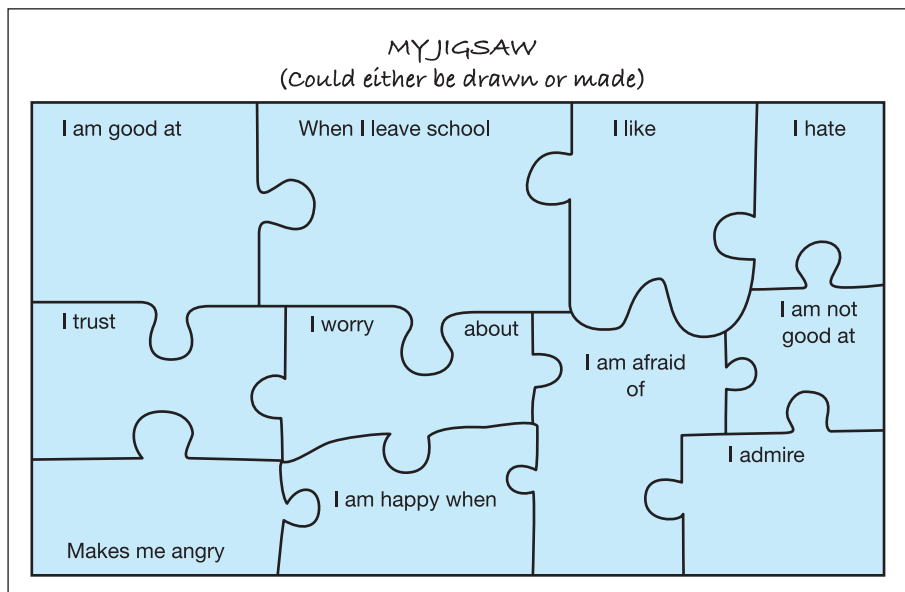 MY JIGSAW
(Could either be drawn or made)
I am good at
When I leave school
I like
I hate
I trust
I worry about
I am afraid
of
I am not
good at
Makes me angry
I am happy when
I admire